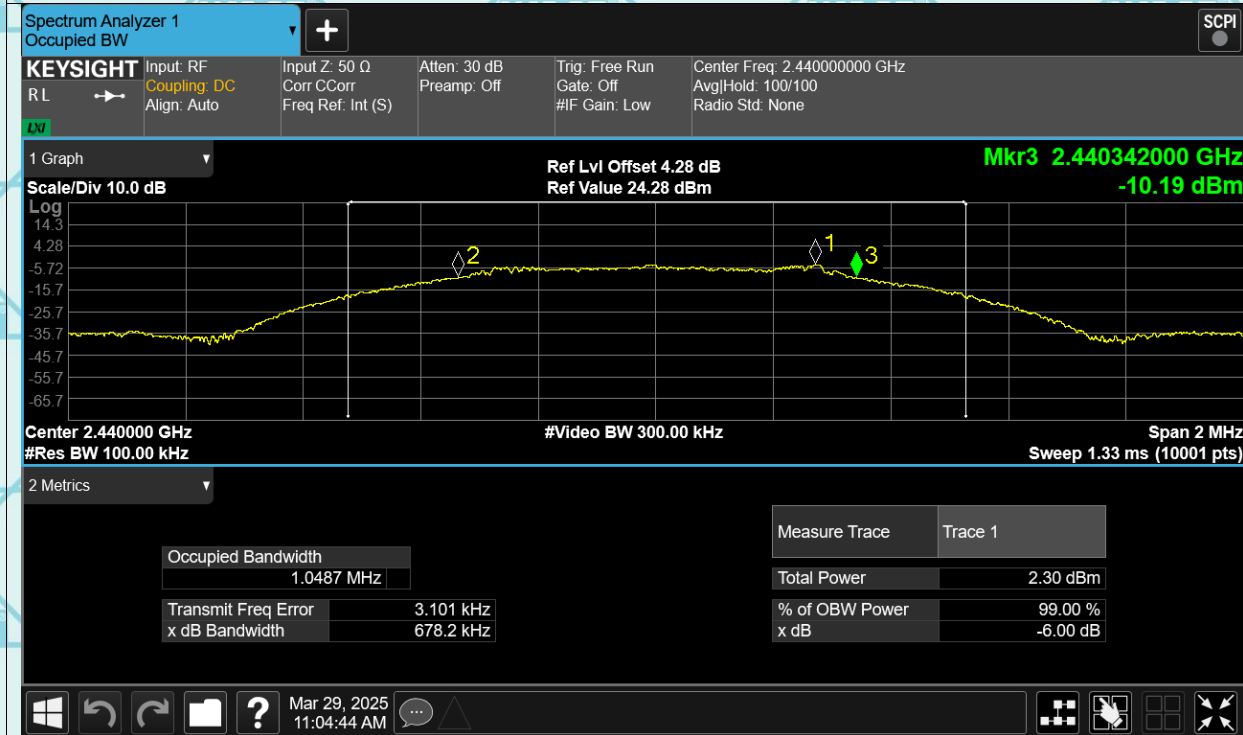 Spectrum Analyzer 1
Occupied BW
+
SCPI
KEYSIGHT
RL
LXI
Input: RF
Coupling: DC
Align: Auto
Input Z: 50 Ω
Corr CCorr
Freq Ref: Int (S)
Atten: 30 dB
Preamp: Off
Trig: Free Run
Gate: Off
#IF Gain: Low
Center Freq: 2.440000000 GHz
Avg|Hold: 100/100
Radio Std: None
1 Graph
Scale/Div 10.0 dB
Ref Lvl Offset 4.28 dB
Ref Value 24.28 dBm
Mkr3 2.440342000 GHz
-10.19 dBm
Log
14.3
4.28
-5.72
-15.7
-25.7
-35.7
-45.7
-55.7
-65.7
2
1
3
Center 2.440000 GHz
#Res BW 100.00 kHz
#Video BW 300.00 kHz
Span 2 MHz
Sweep 1.33 ms (10001 pts)
2 Metrics
Occupied Bandwidth
1.0487 MHz
Transmit Freq Error 3.101 kHz
x dB Bandwidth 678.2 kHz
Measure Trace Trace 1
Total Power 2.30 dBm
% of OBW Power 99.00 %
x dB -6.00 dB
?
Mar 29, 2025
11:04:44 AM